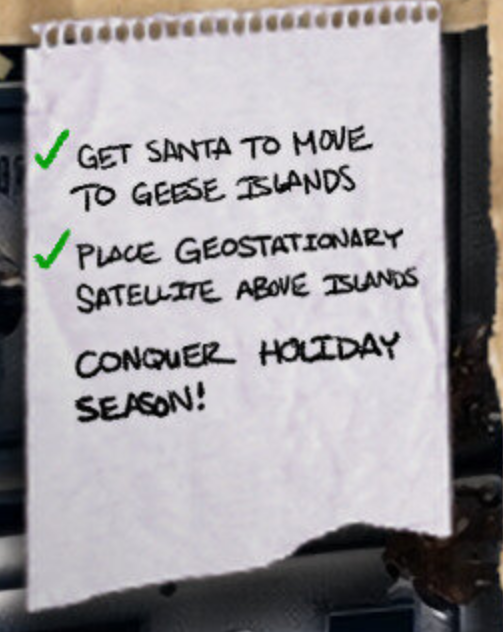 GET SANTA TO MOVE
TO GEESE ISLANDS
PLACE GEOSTATIONARY
SATELLITE ABOVE ISLANDS
CONQUER HOLIDAY
SEASON!